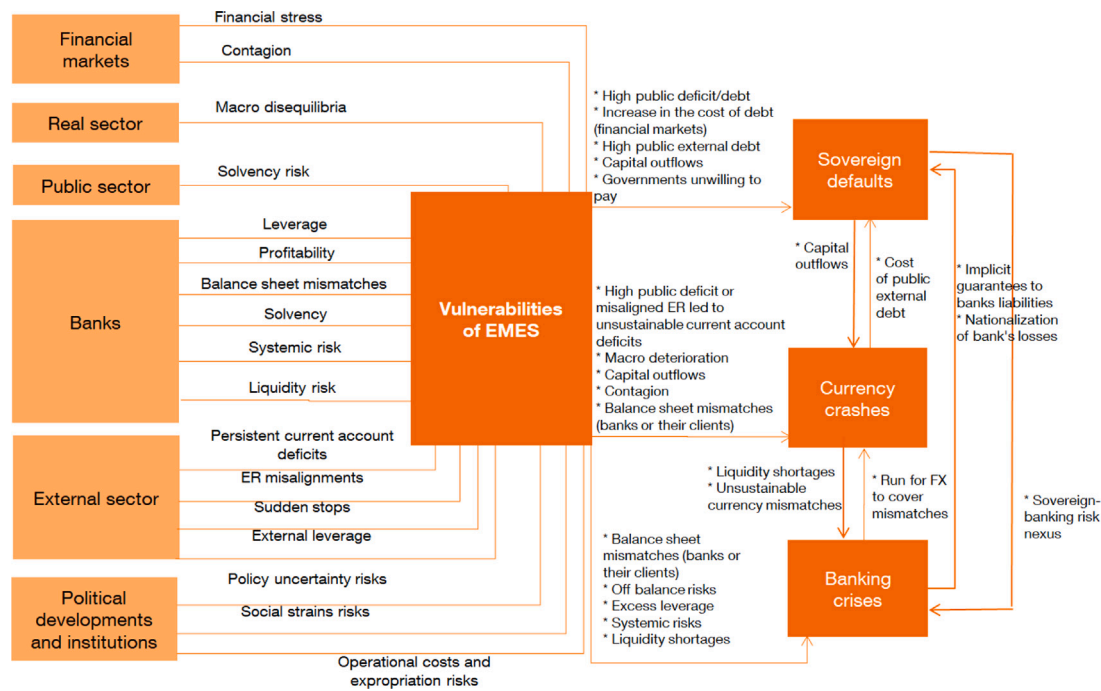 Financial
markets
Financial stress
Contagion
Real sector
Macro disequilibria
Public sector
Solvency risk
Banks
Leverage
Profitability
Balance sheet mismatches
Solvency
Systemic risk
Liquidity risk
External sector
Persistent current account
deficits
ER misalignments
Sudden stops
External leverage
Political
developments
and institutions
Policy uncertainty risks
Social strains risks
Operational costs and
expropriation risks
Vulnerabilities
of EMES
* High public deficit/debt
* Increase in the cost of debt
(financial markets)
* High public external debt
* Capital outflows
* Governments unwilling to
pay
* High public deficit or
misaligned ER led to
unsustainable current account
deficits
* Macro deterioration
* Capital outflows
* Contagion
* Balance sheet mismatches
(banks or their clients)
* Balance sheet
mismatches (banks or
their clients)
* Off balance risks
* Excess leverage
* Systemic risks
* Liquidity shortages
Sovereign
defaults
* Capital
outflows
* Cost
of public
external
debt
* Implicit
guarantees to
banks liabilities
* Nationalization
of bank's losses
Currency
crashes
* Liquidity shortages
* Unsustainable
currency mismatches
* Run for FX
to cover
mismatches
* Sovereign-
banking risk
nexus
Banking
crises